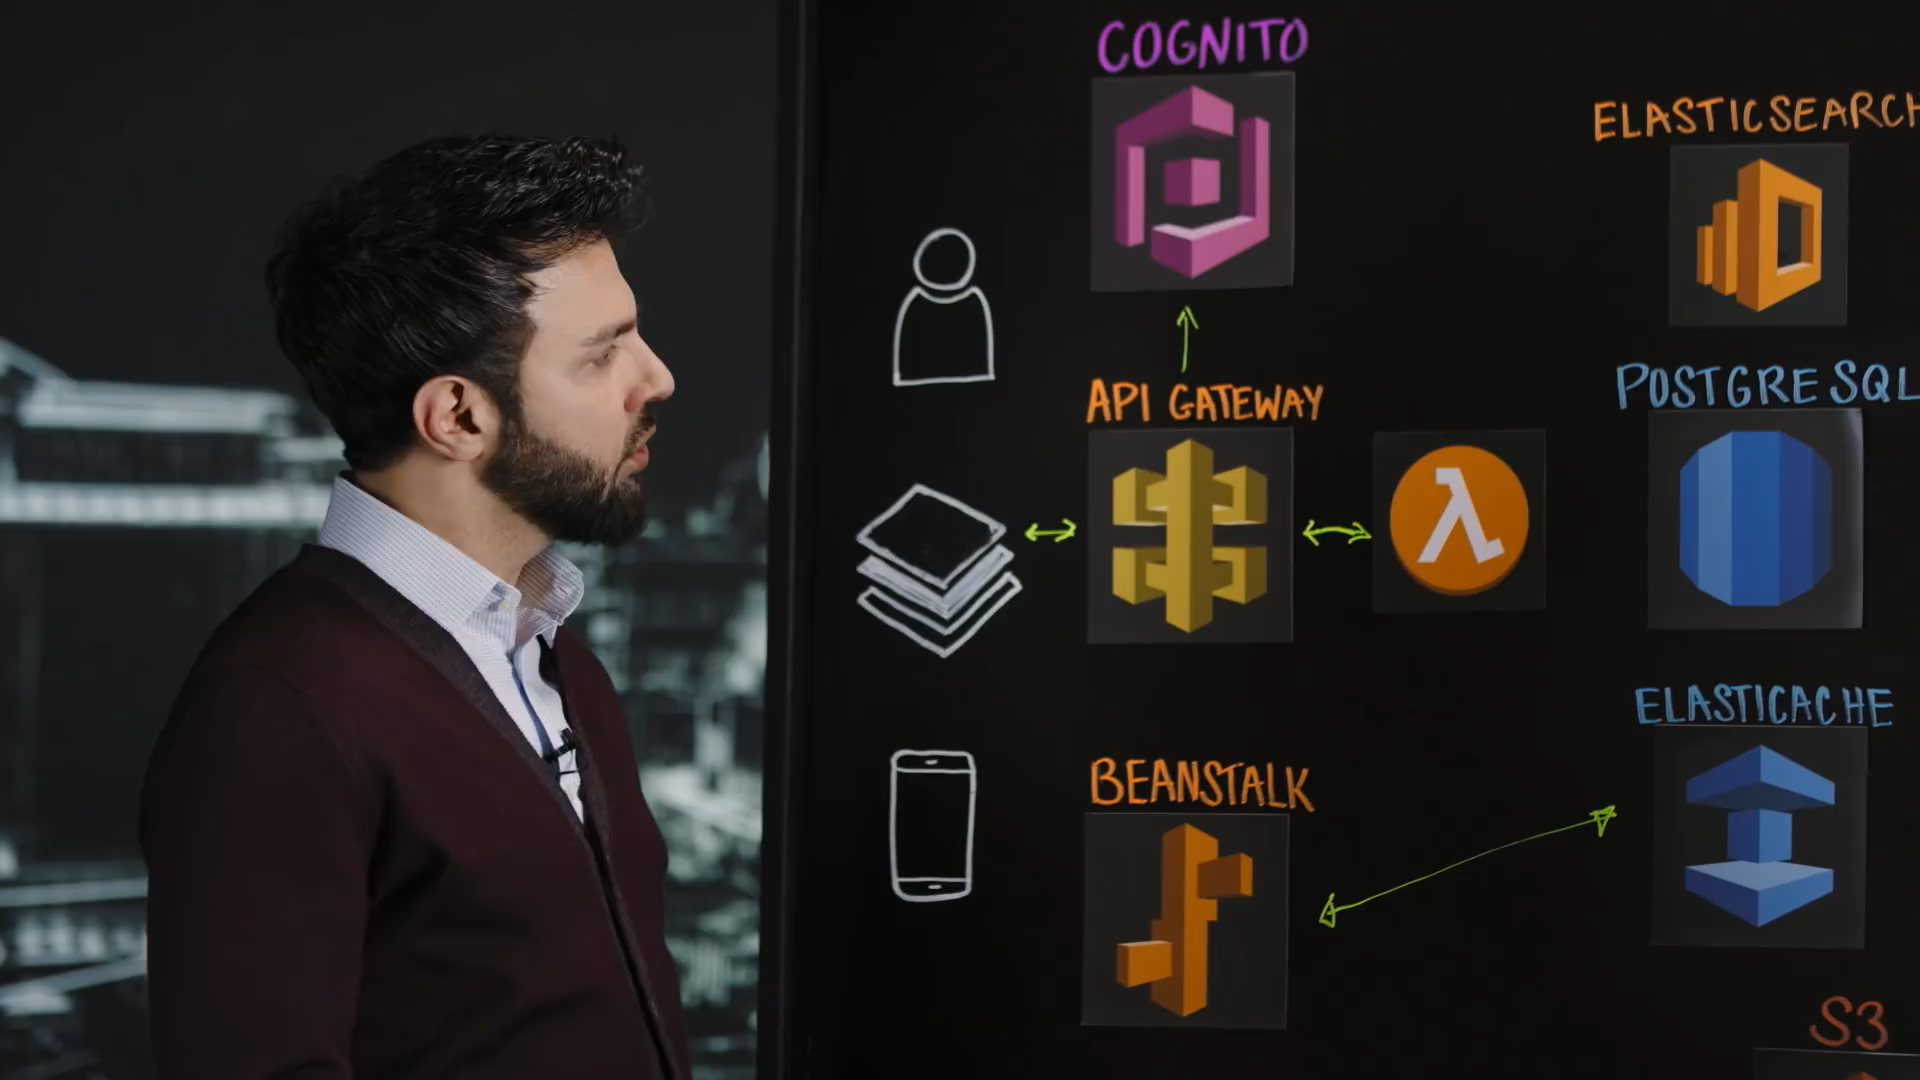 COGNITO
ELASTICSEARCH
API GATEWAY
POSTGRESQL
λ
ELASTICACHE
BEANSTALK
S3